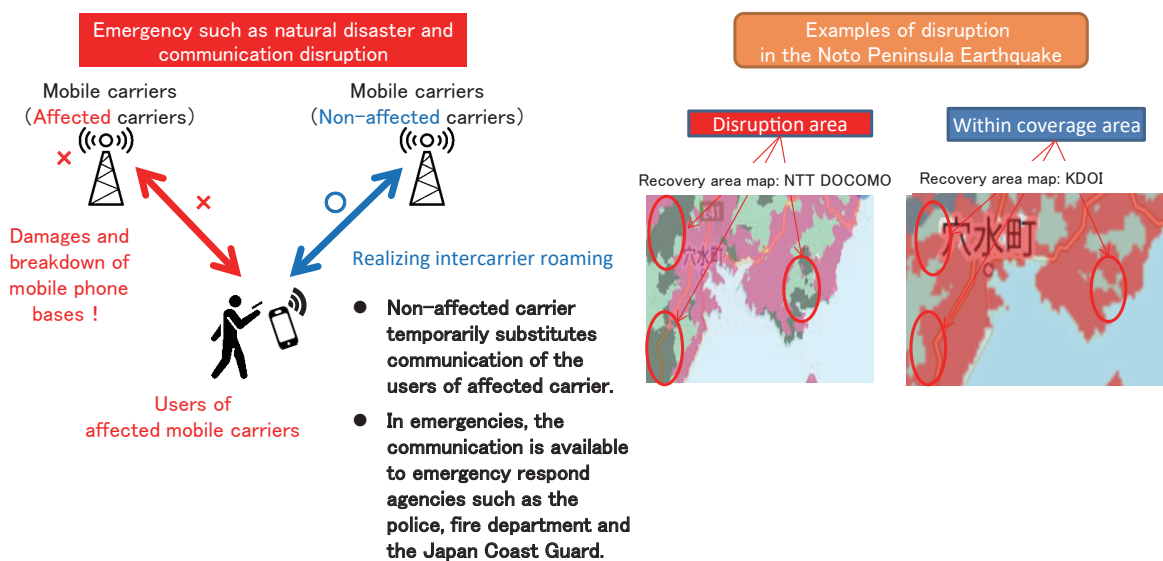 Emergency such as natural disaster and
communication disruption
Mobile carriers
(Affected carriers)
Mobile carriers
(Non-affected carriers)
×
×
○
Damages and
breakdown of
mobile phone
bases！
Realizing intercarrier roaming
● Non-affected carrier
temporarily substitutes
communication of the
users of affected carrier.
● In emergencies, the
communication is available
to emergency respond
agencies such as the
police, fire department and
the Japan Coast Guard.
Users of
affected mobile carriers
Examples of disruption
in the Noto Peninsula Earthquake
Disruption area
Recovery area map: NTT DOCOMO
穴水町
Within coverage area
Recovery area map: KDOI
穴水町